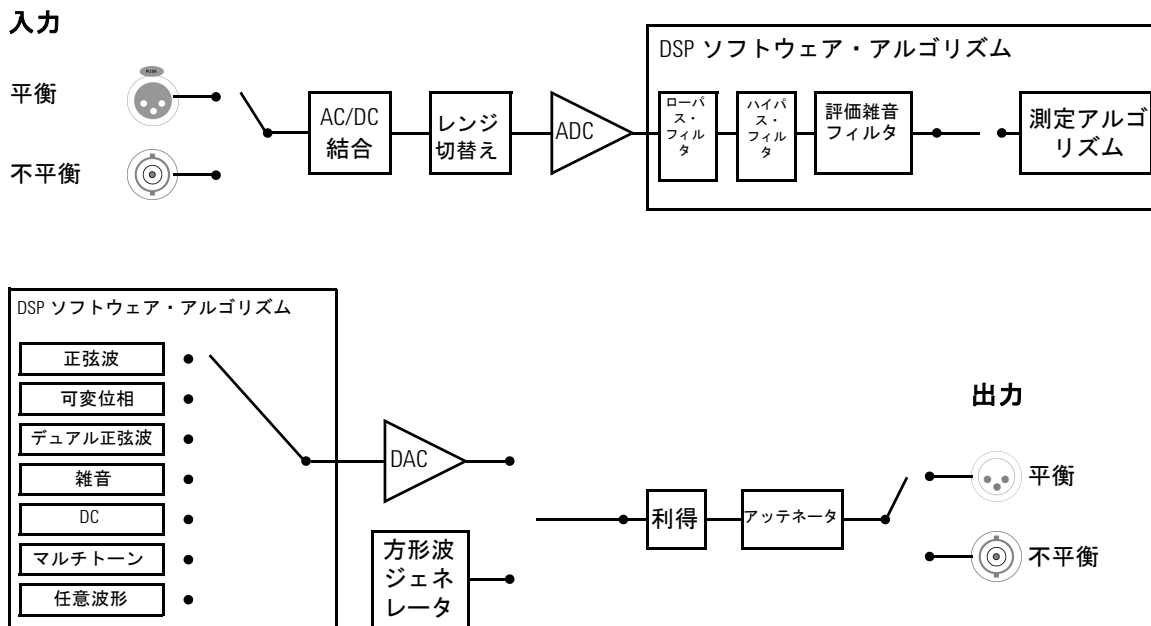 入力
平衡
不平衡
PUSH
AC/DC
結合
レンジ
切替え
ADC
DSP ソフトウェア・アルゴリズム
ローパ
ス・
フィル
タ
ハイパ
ス・
フィル
タ
評価雑音
フィルタ
測定アルゴ
リズム
DSP ソフトウェア・アルゴリズム
正弦波
可変位相
デュアル正弦波
雑音
DC
マルチトーン
任意波形
DAC
方形波
ジェネ
レータ
利得
アッテネータ
出力
平衡
不平衡